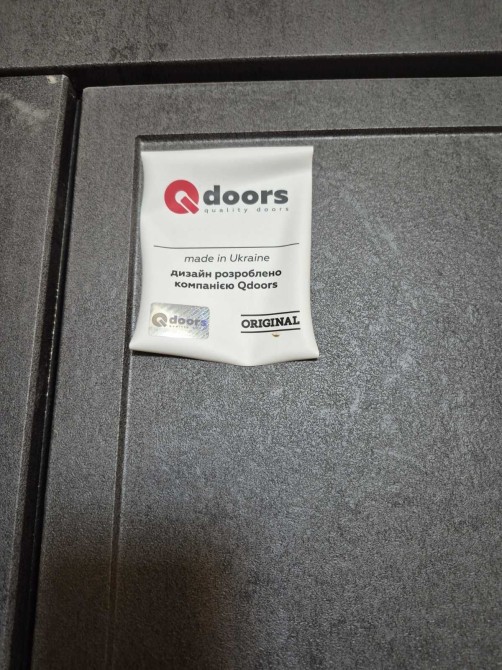 Qdoors
quality doors
made in Ukraine
дизайн розроблено
компанією Qdoors
Qdoors
ORIGINAL